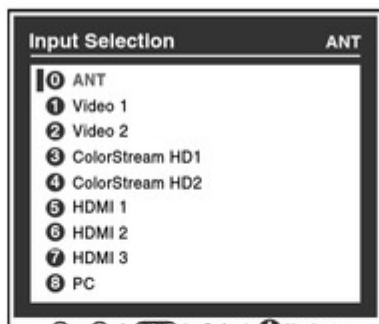 Input Selection ANT
0 ANT
1 Video 1
2 Video 2
3 ColorStream HD1
4 ColorStream HD2
5 HDMI 1
6 HDMI 2
7 HDMI 3
8 PC